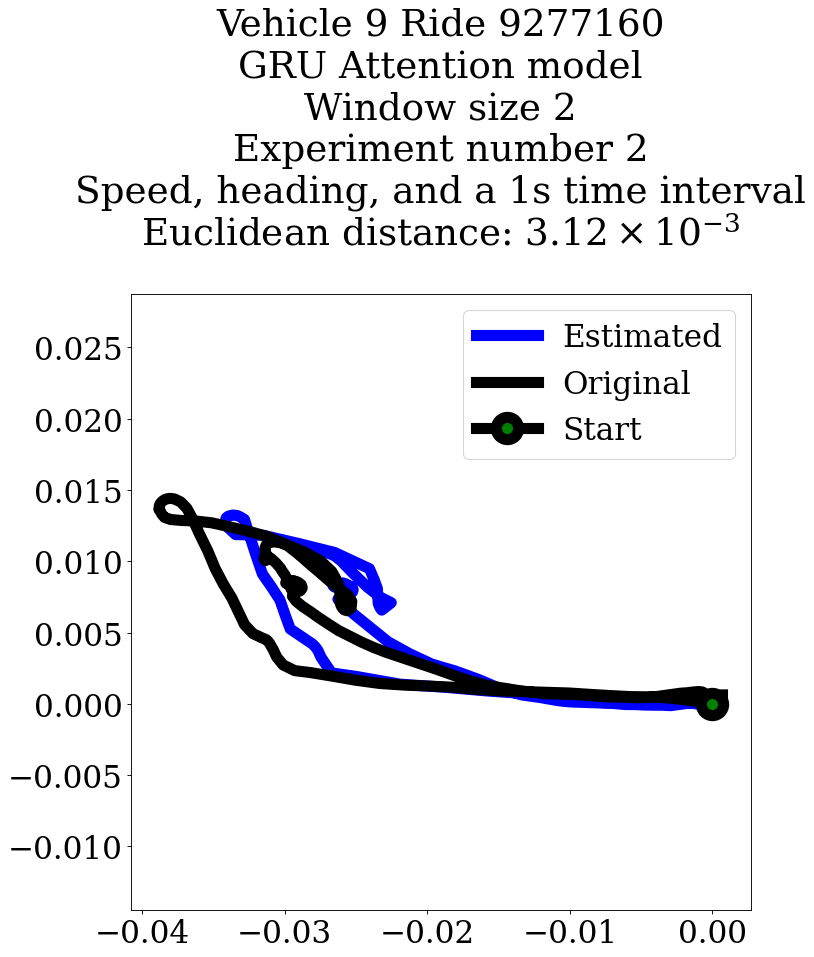 Vehicle 9 Ride 9277160
GRU Attention model
Window size 2
Experiment number 2
Speed, heading, and a 1s time interval
Euclidean distance: 3.12 × 10⁻³
Estimated
Original
Start
0.025
0.020
0.015
0.010
0.005
0.000
−0.005
−0.010
−0.04 −0.03 −0.02 −0.01 0.00